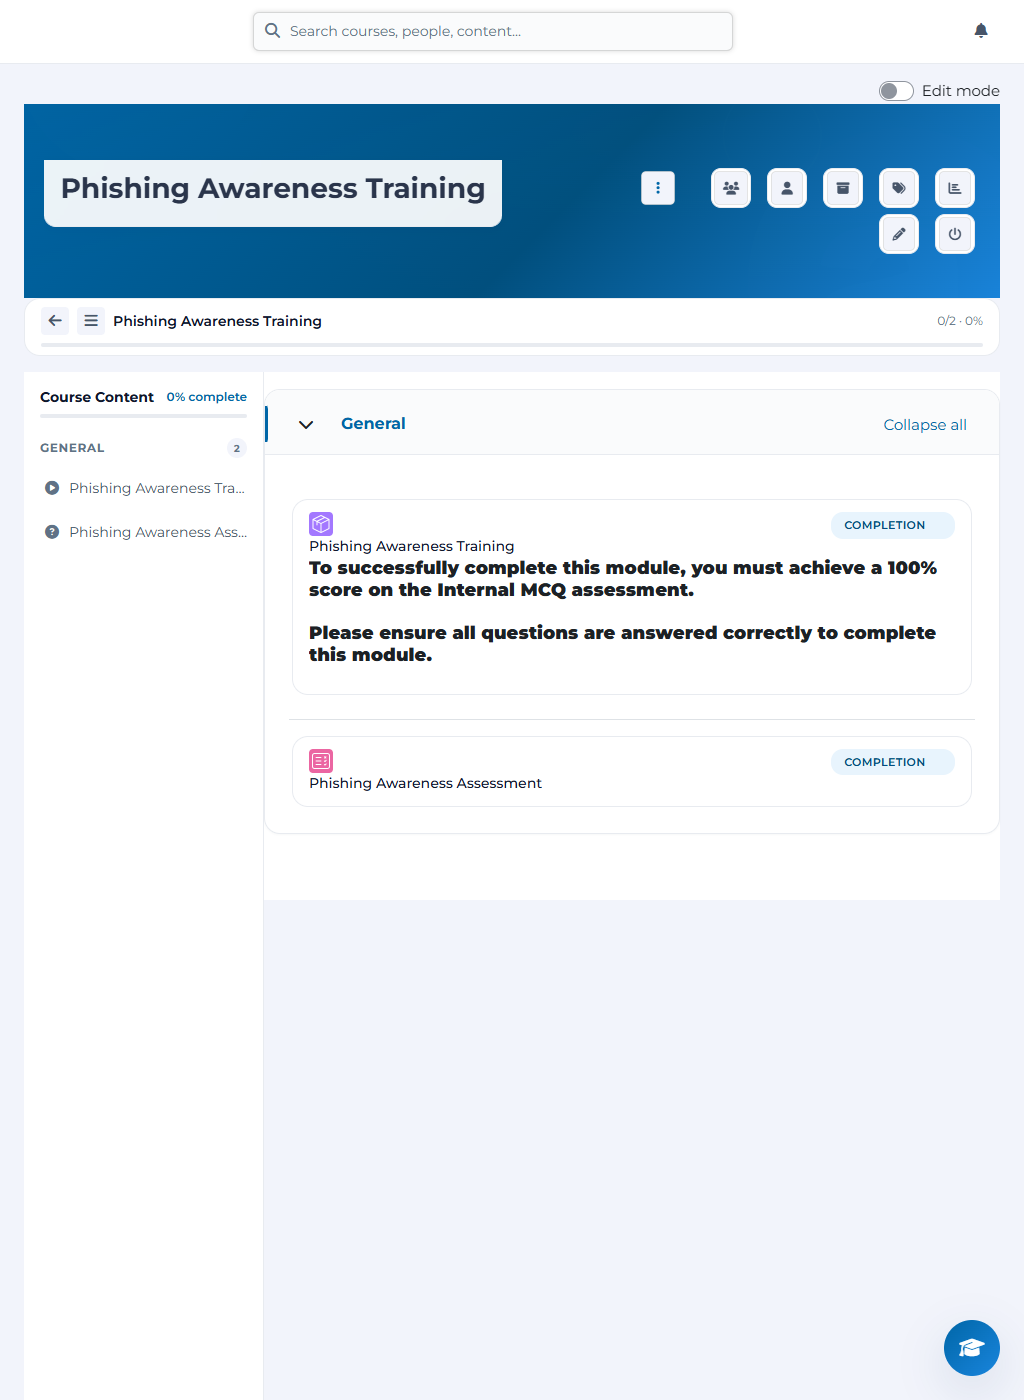 Search courses, people, content...
Edit mode
Phishing Awareness Training
Phishing Awareness Training
0/2 · 0%
Course Content
0% complete
GENERAL
2
Phishing Awareness Tra...
Phishing Awareness Ass...
General
Collapse all
COMPLETION
Phishing Awareness Training
To successfully complete this module, you must achieve a 100%
score on the Internal MCQ assessment.
Please ensure all questions are answered correctly to complete
this module.
COMPLETION
Phishing Awareness Assessment